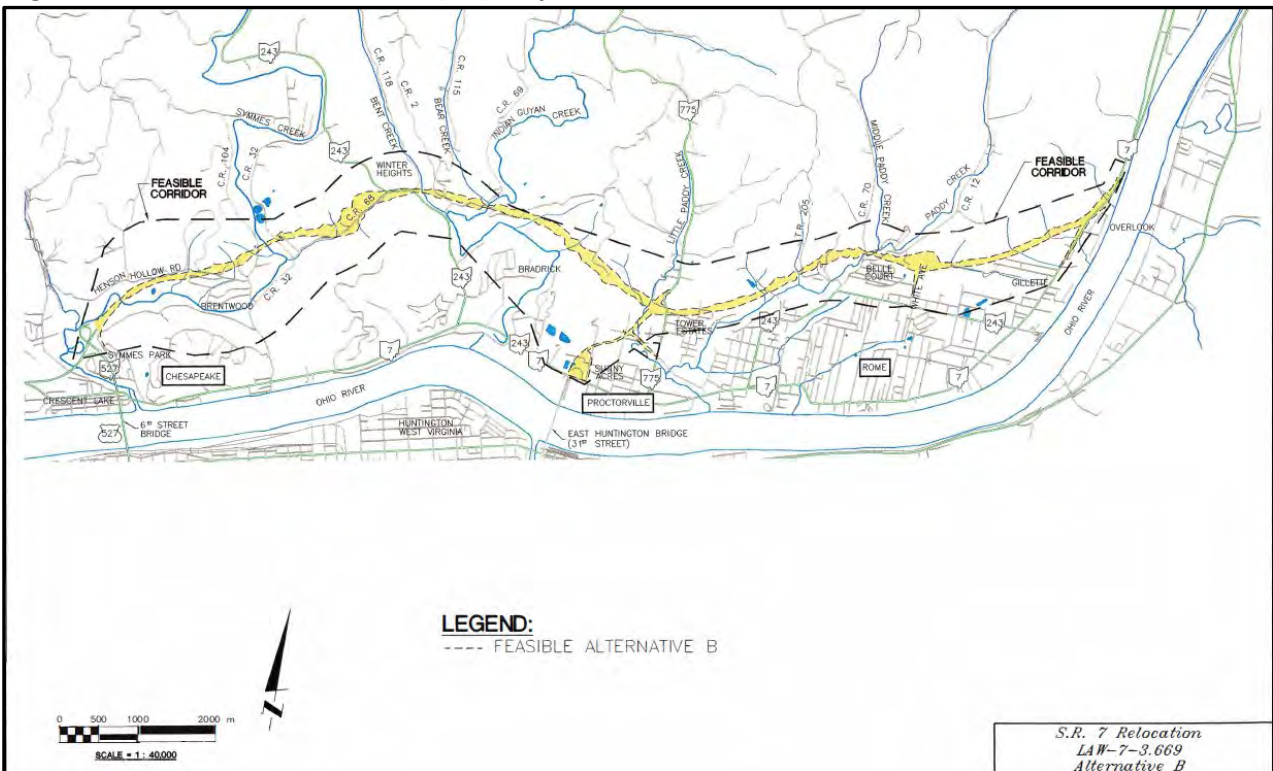 243
SYMMES CREEK
C.R. 104
C.R. 32
243
C.R. 118
BENT CREEK
C.R. 2
BEAR CREEK
C.R. 115
C.R. 69
INDIAN GUYAN
CREEK
775
LITTLE PADDY CREEK
MIDDLE PADDY
CREEK
C.R. 70
PADDY CREEK
C.R. 12
T.R. 205
7
FEASIBLE
CORRIDOR
FEASIBLE
CORRIDOR
WINTER
HEIGHTS
C.R. 68
HENSON HOLLOW RD
BRENTWOOD
C.R. 32
BRADRICK
243
OVERLOOK
BELLE
COURT
WHITE AVE
GILLETTE
TOWER
ESTATES
243
243
SYMMES PARK
527
CHESAPEAKE
7
243
7
SUNNY
ACRES
775
ROME
7
7
OHIO RIVER
CRESCENT LAKE
OHIO RIVER
PROCTORVILLE
527
6TH STREET
BRIDGE
HUNTINGTON
WEST VIRGINIA
EAST HUNTINGTON BRIDGE
(31ST STREET)
LEGEND:
---- FEASIBLE ALTERNATIVE B
N
0 500 1000 2000 m
SCALE = 1 : 40,000
S.R. 7 Relocation
LAW-7-3.669
Alternative B